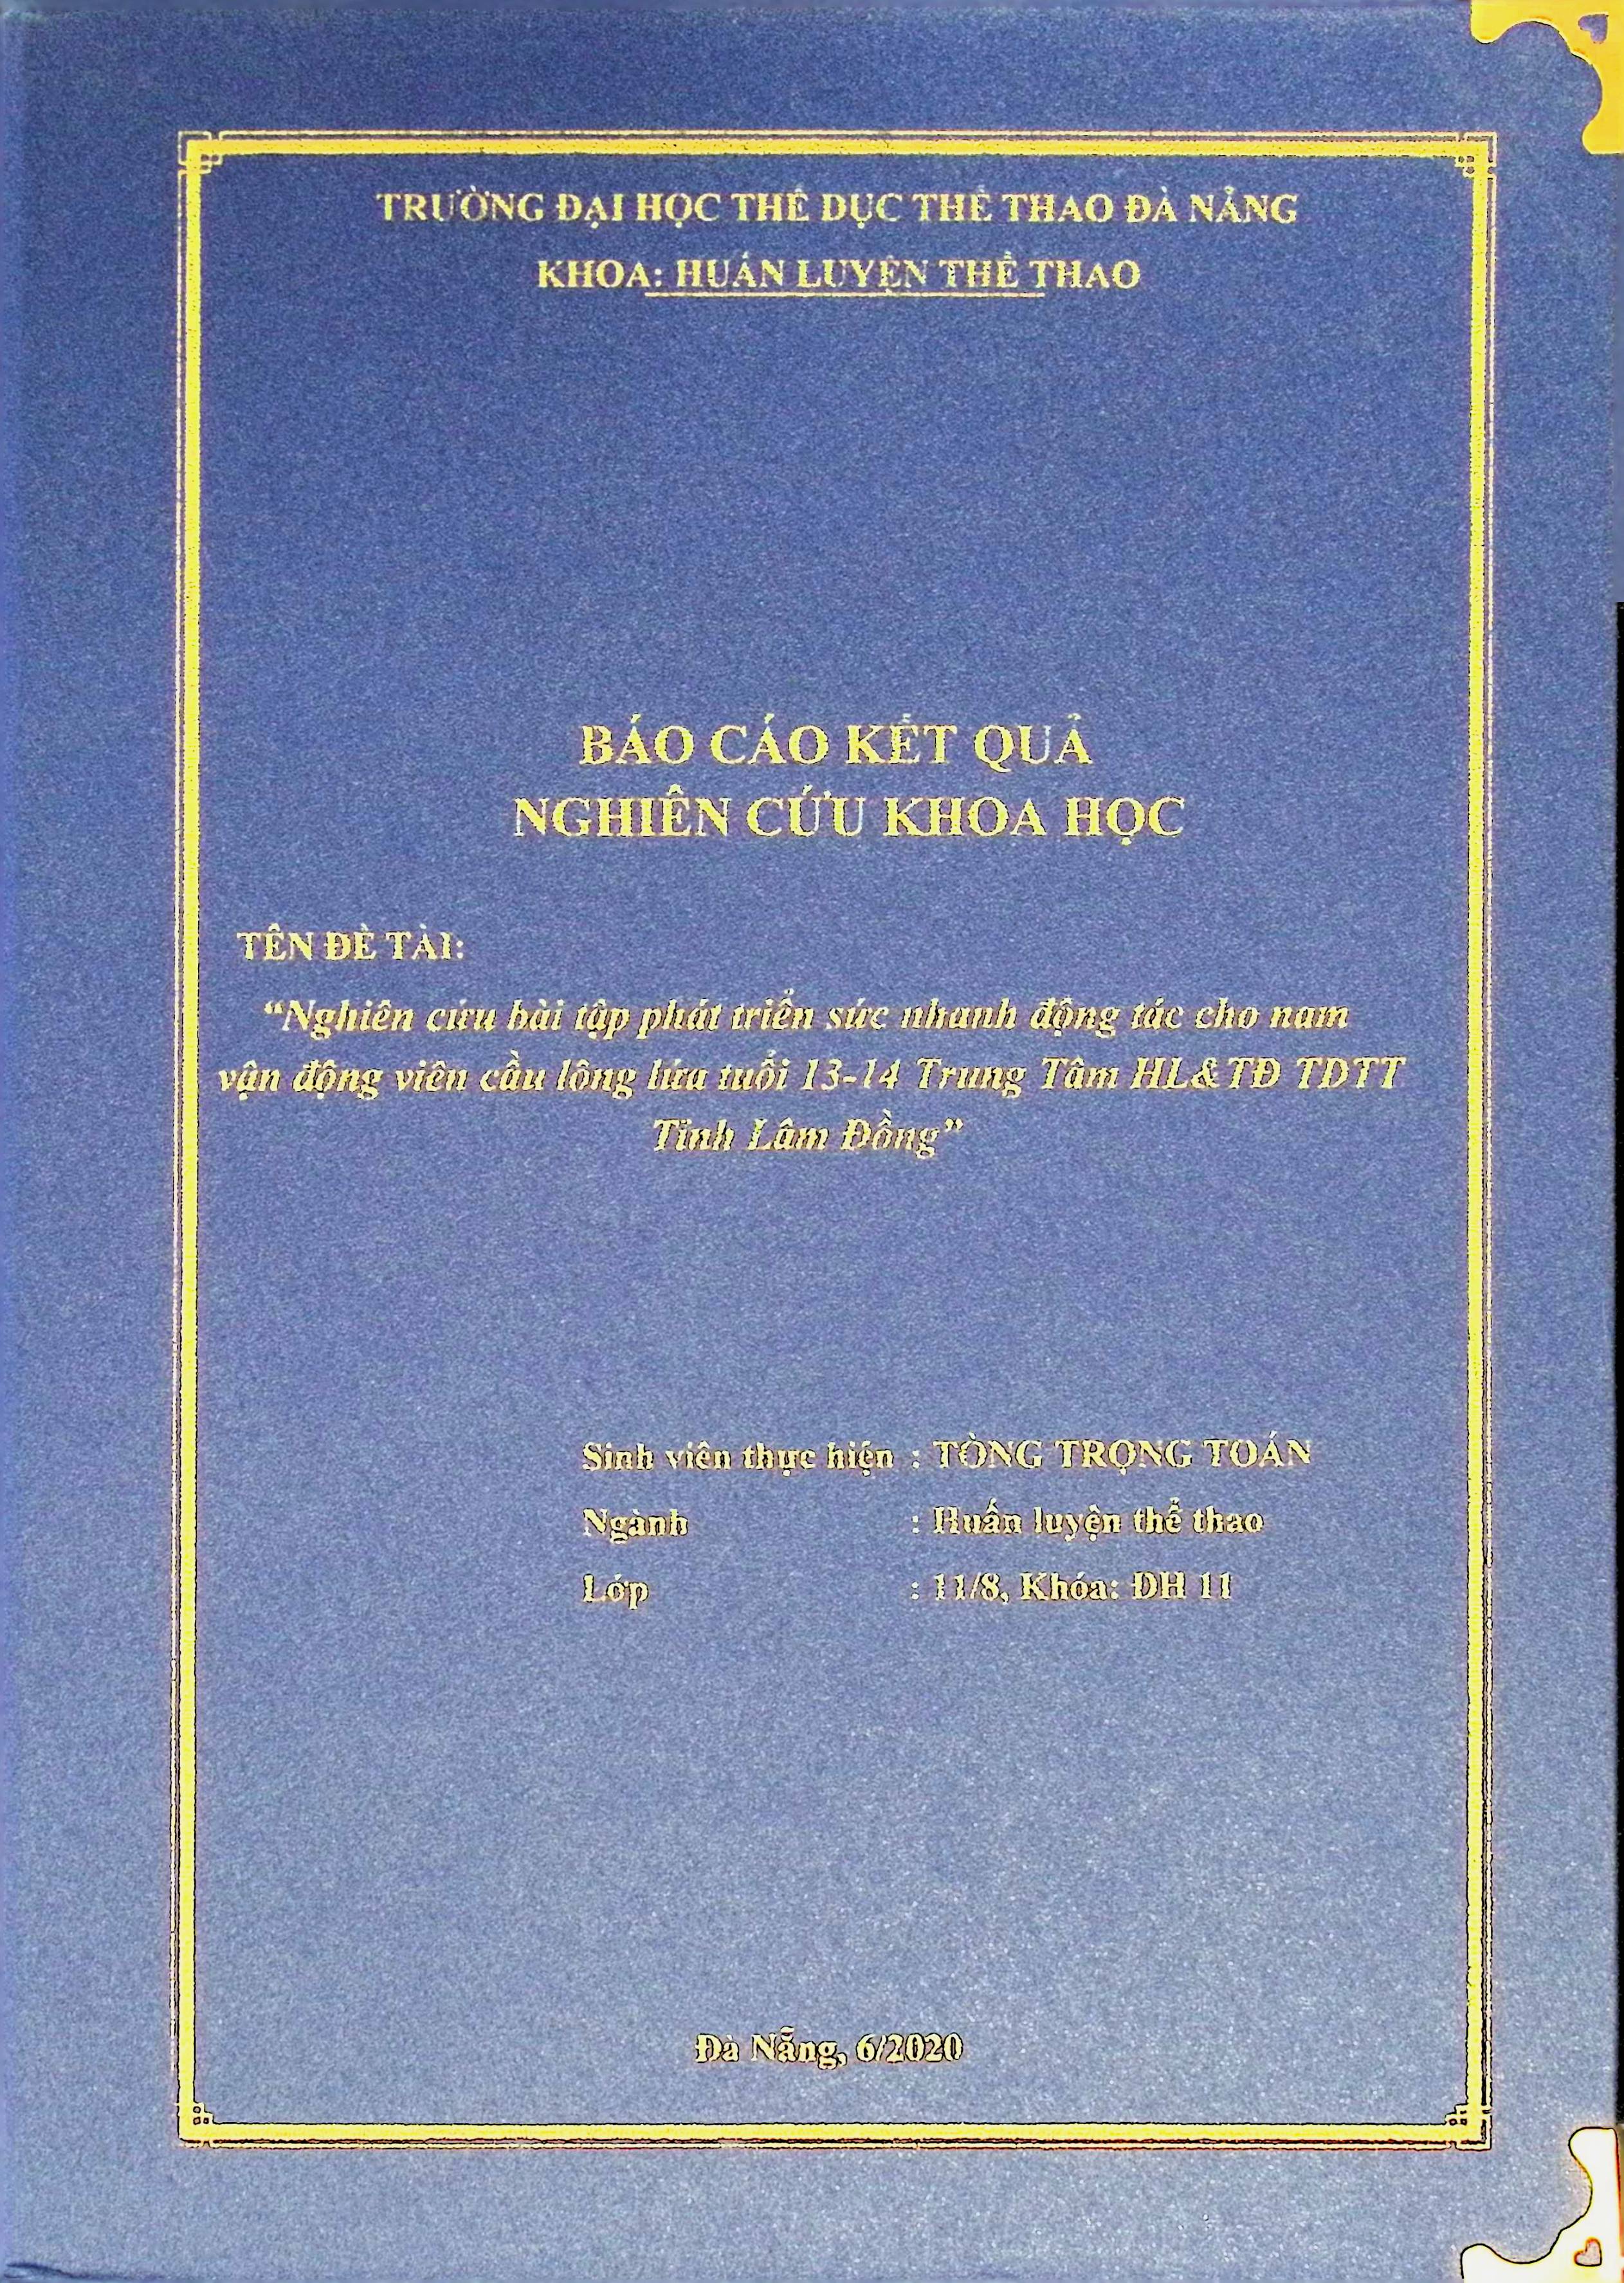 TRƯỜNG ĐẠI HỌC THỂ DỤC THỂ THAO ĐÀ NẴNG
KHOA: HUẤN LUYỆN THỂ THAO
BÁO CÁO KẾT QUẢ
NGHIÊN CỨU KHOA HỌC
TÊN ĐỀ TÀI:
“Nghiên cứu bài tập phát triển sức nhanh động tác cho nam
vận động viên cầu lông lứa tuổi 13-14 Trung Tâm HL&TĐ TDTT
Tỉnh Lâm Đồng”
Sinh viên thực hiện : TÒNG TRỌNG TOÁN
Ngành : Huấn luyện thể thao
Lớp : 11/8, Khóa: ĐH 11
Đà Nẵng, 6/2020